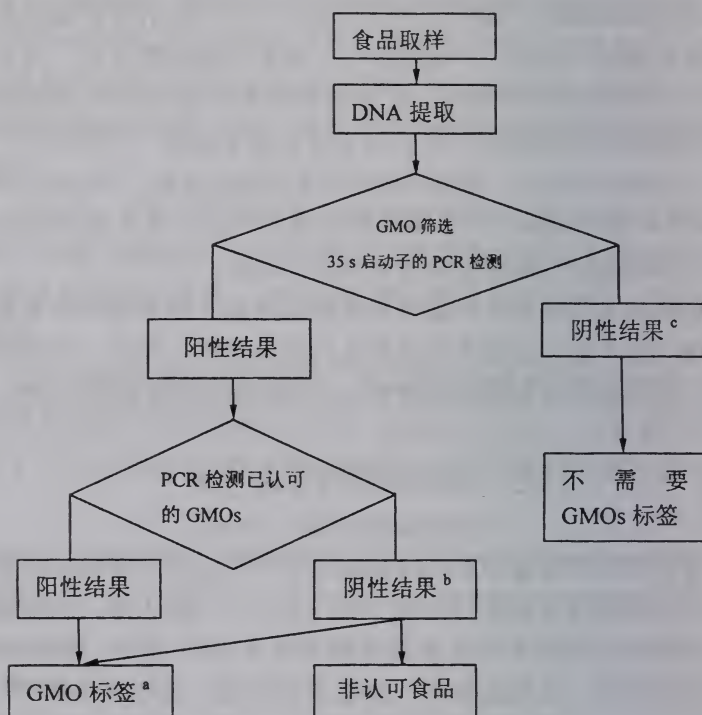 食品取样
DNA 提取
GMO 筛选
35 s 启动子的 PCR 检测
阳性结果
阴性结果 c
PCR 检测已认可
的 GMOs
不 需 要
GMOs 标签
阳性结果
阴性结果 b
GMO 标签 a
非认可食品